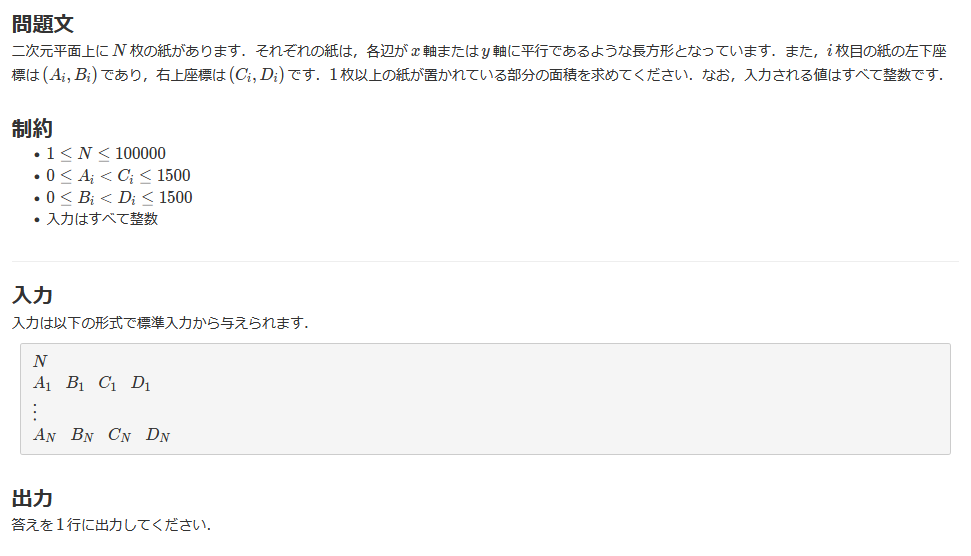 問題文
二次元平面上に N 枚の紙があります．それぞれの紙は，各辺が x 軸または y 軸に平行であるような長方形となっています．また，i 枚目の紙の左下座
標は (A_i, B_i) であり，右上座標は (C_i, D_i) です．1 枚以上の紙が置かれている部分の面積を求めてください．なお，入力される値はすべて整数です．
制約
• 1 ≤ N ≤ 100000
• 0 ≤ A_i < C_i ≤ 1500
• 0 ≤ B_i < D_i ≤ 1500
• 入力はすべて整数
入力
入力は以下の形式で標準入力から与えられます．
N
A_1 B_1 C_1 D_1
⋮
A_N B_N C_N D_N
出力
答えを 1 行に出力してください．